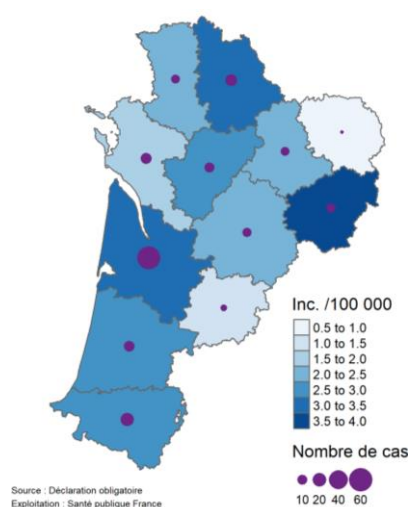 Inc. /100 000
0.5 to 1.0
1.0 to 1.5
1.5 to 2.0
2.0 to 2.5
2.5 to 3.0
3.0 to 3.5
3.5 to 4.0
Nombre de cas
10 20 40 60
Source : Déclaration obligatoire
Exploitation : Santé publique France